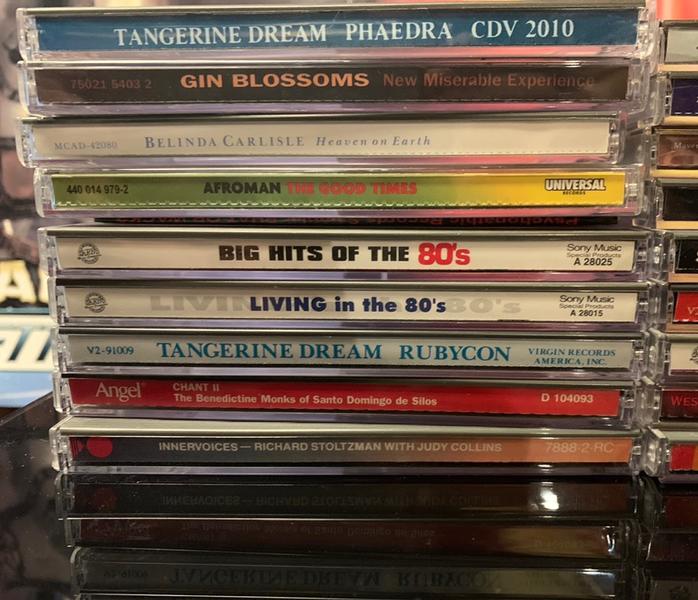 TANGERINE DREAM PHAEDRA CDV 2010
75021 5403 2 GIN BLOSSOMS New Miserable Experience
MCAD-42080 BELINDA CARLISLE Heaven on Earth
440 014 979-2 AFROMAN THE GOOD TIMES UNIVERSAL
RECORDS
BIG HITS OF THE 80's Sony Music
Special Products
A 28025
LIVING in the 80's Sony Music
Special Products
A 28015
V2-91009 TANGERINE DREAM RUBYCON VIRGIN RECORDS
AMERICA, INC.
Angel CHANT II
The Benedictine Monks of Santo Domingo de Silos D 104093
INNERVOICES — RICHARD STOLTZMAN WITH JUDY COLLINS 7888-2-RC